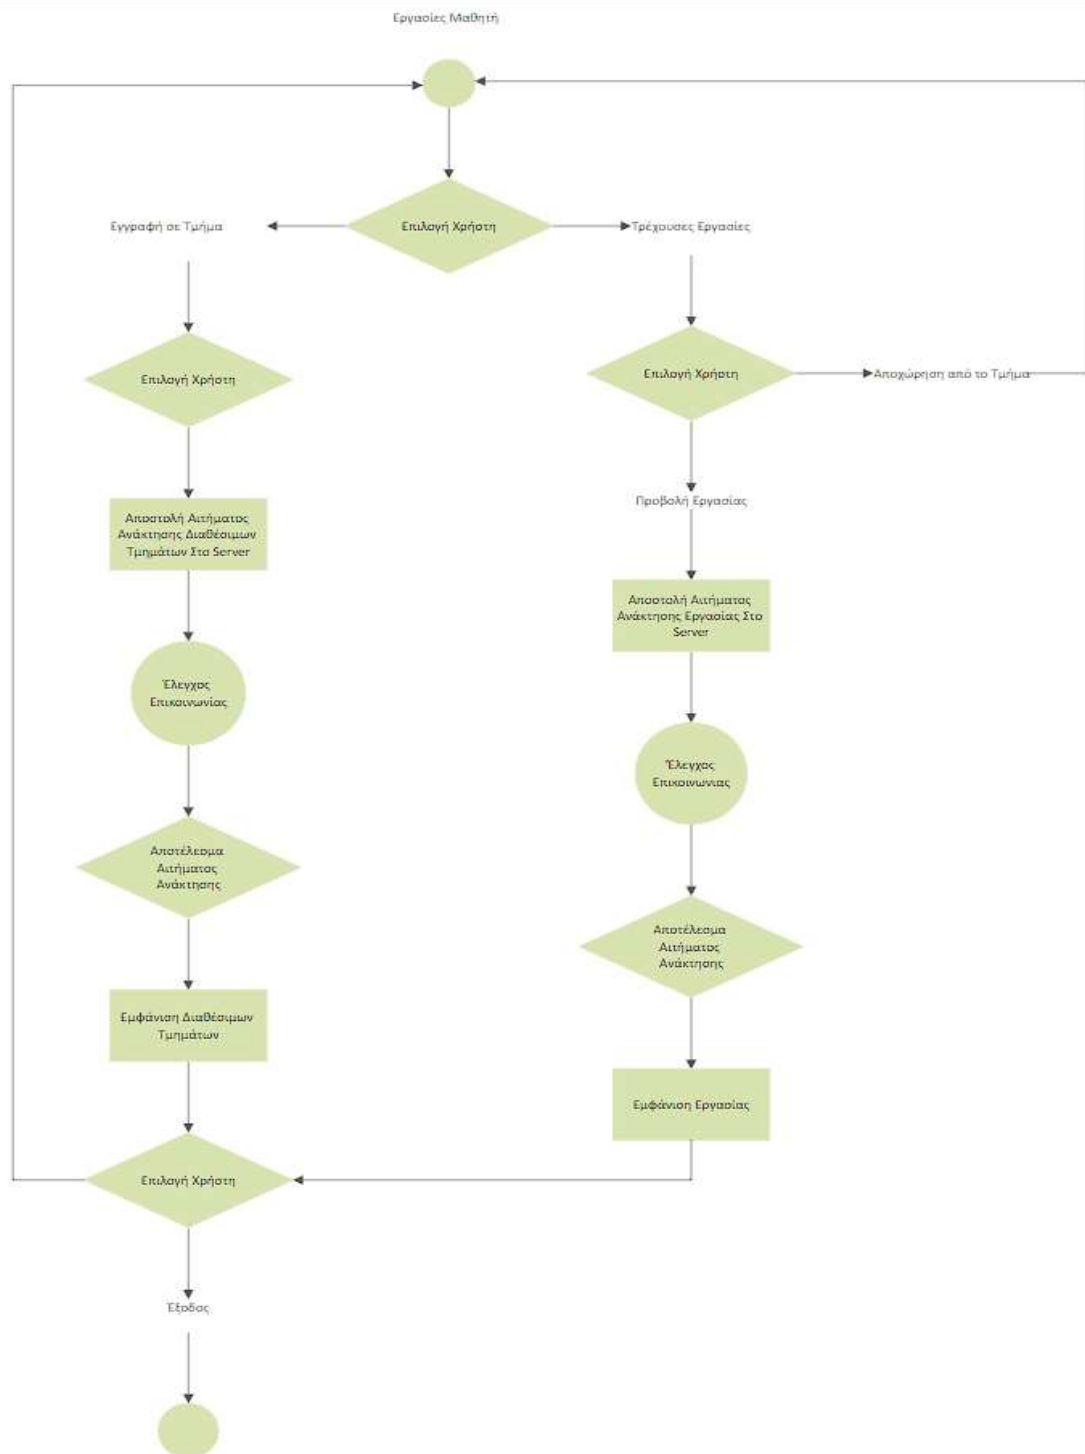 Εργασίες Μαθητή
Επιλογή Χρήστη
Εγγραφή σε Τμήμα
Τρέχουσες Εργασίες
Επιλογή Χρήστη
Επιλογή Χρήστη
Αποχώρηση από το Τμήμα
Προβολή Εργασίας
Αποστολή Αιτήματος
Ανάκτησης Διαθέσιμων
Τμημάτων Στο Server
Αποστολή Αιτήματος
Ανάκτησης Εργασίας Στο
Server
Έλεγχος
Επικοινωνίας
Έλεγχος
Επικοινωνιας
Αποτέλεσμα
Αιτήματος
Ανάκτησης
Αποτέλεσμα
Αιτήματος
Ανάκτησης
Εμφάνιση Διαθέσιμων
Τμημάτων
Εμφάνιση Εργασίας
Επιλογή Χρήστη
Έξοδος